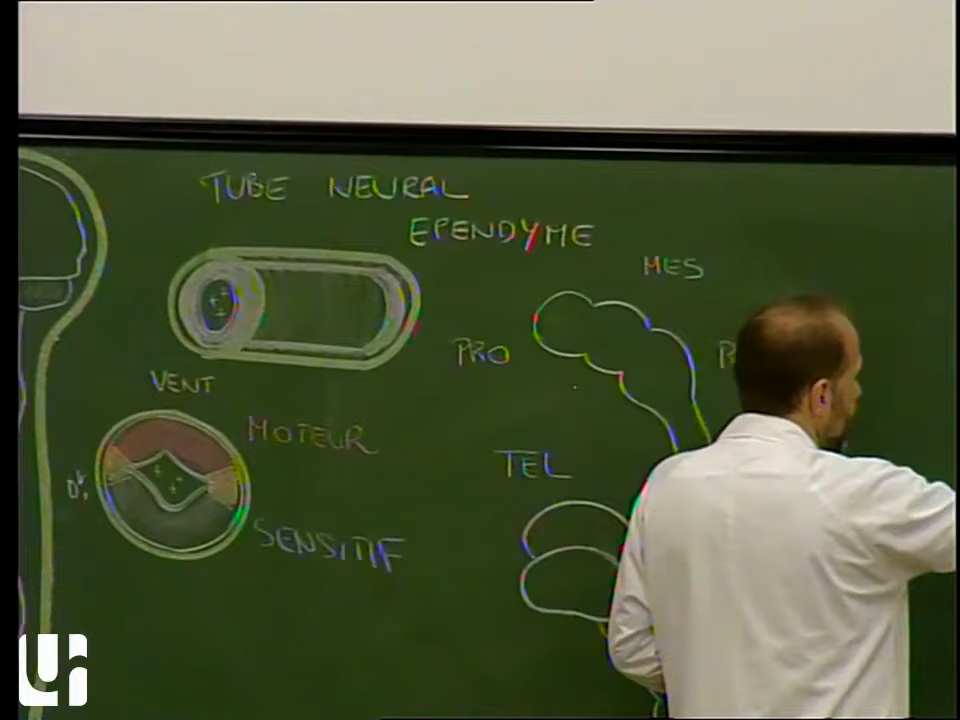 TUBE NEURAL
EPENDYME
MES
PRO
VENT
MOTEUR
TEL
SENSITIF